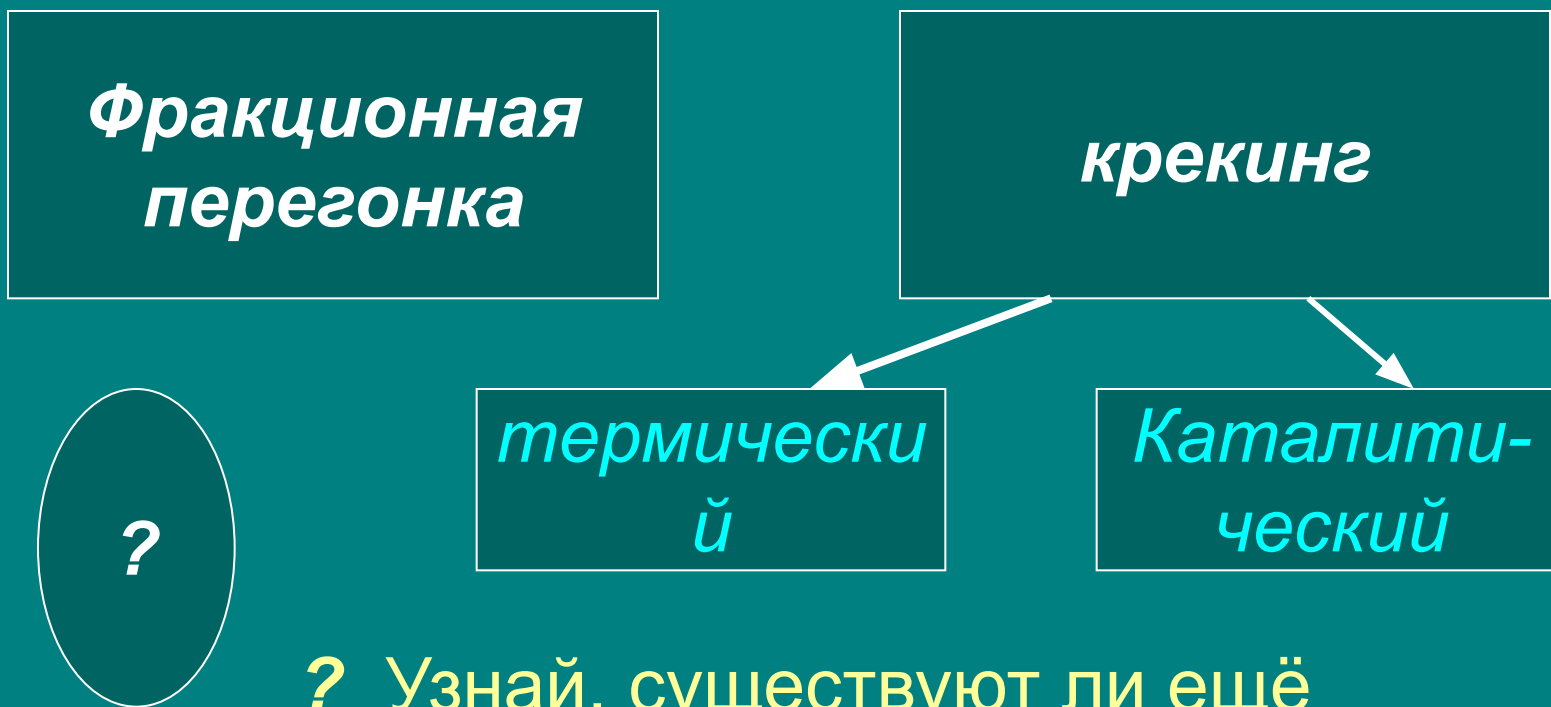 Фракционная
перегонка
крекинг
термически
й
Каталити-
ческий
?
? Узнай, существуют ли ещё